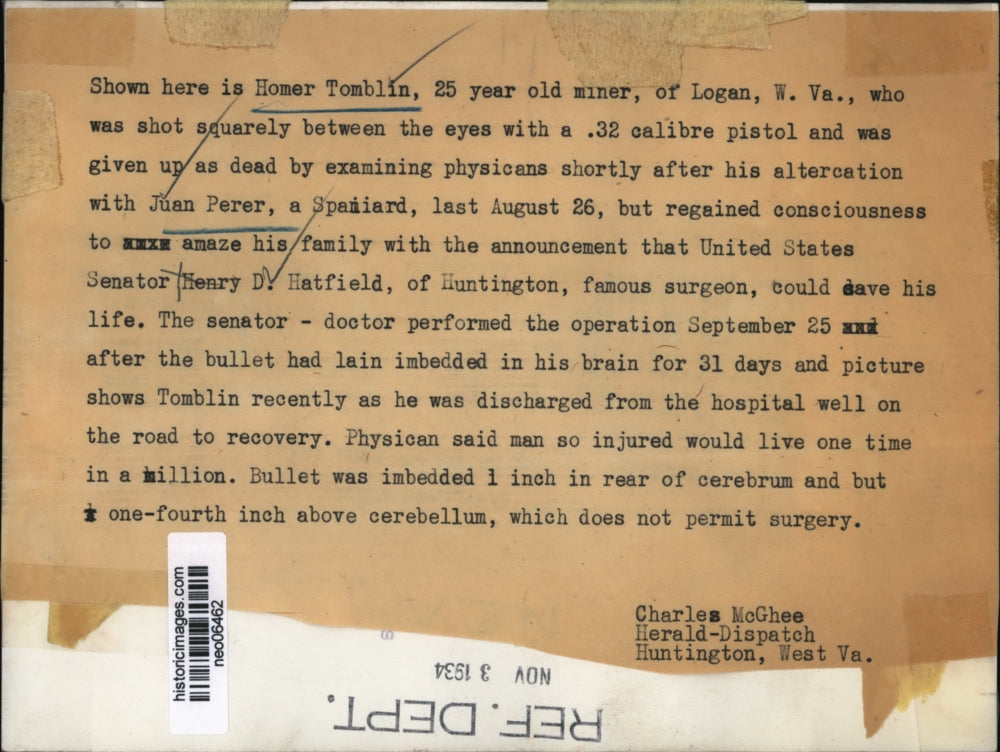 Shown here is Homer Tomblin, 25 year old miner, of Logan, W. Va., who
was shot squarely between the eyes with a .32 calibre pistol and was
given up as dead by examining physicans shortly after his altercation
with Juan Perer, a Spaniard, last August 26, but regained consciousness
to amaze his family with the announcement that United States
Senator Henry D. Hatfield, of Huntington, famous surgeon, could save his
life. The senator - doctor performed the operation September 25
after the bullet had lain imbedded in his brain for 31 days and picture
shows Tomblin recently as he was discharged from the hospital well on
the road to recovery. Physican said man so injured would live one time
in a million. Bullet was imbedded 1 inch in rear of cerebrum and but
one-fourth inch above cerebellum, which does not permit surgery.
Charles McGhee
Herald-Dispatch
Huntington, West Va.
historicimages.com
neo06462
NOV 3 1934
REF. DEPT.